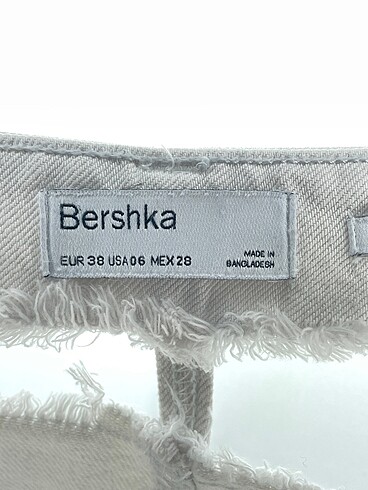 Bershka
EUR 38 USA 06 MEX 28
MADE IN
BANGLADESH